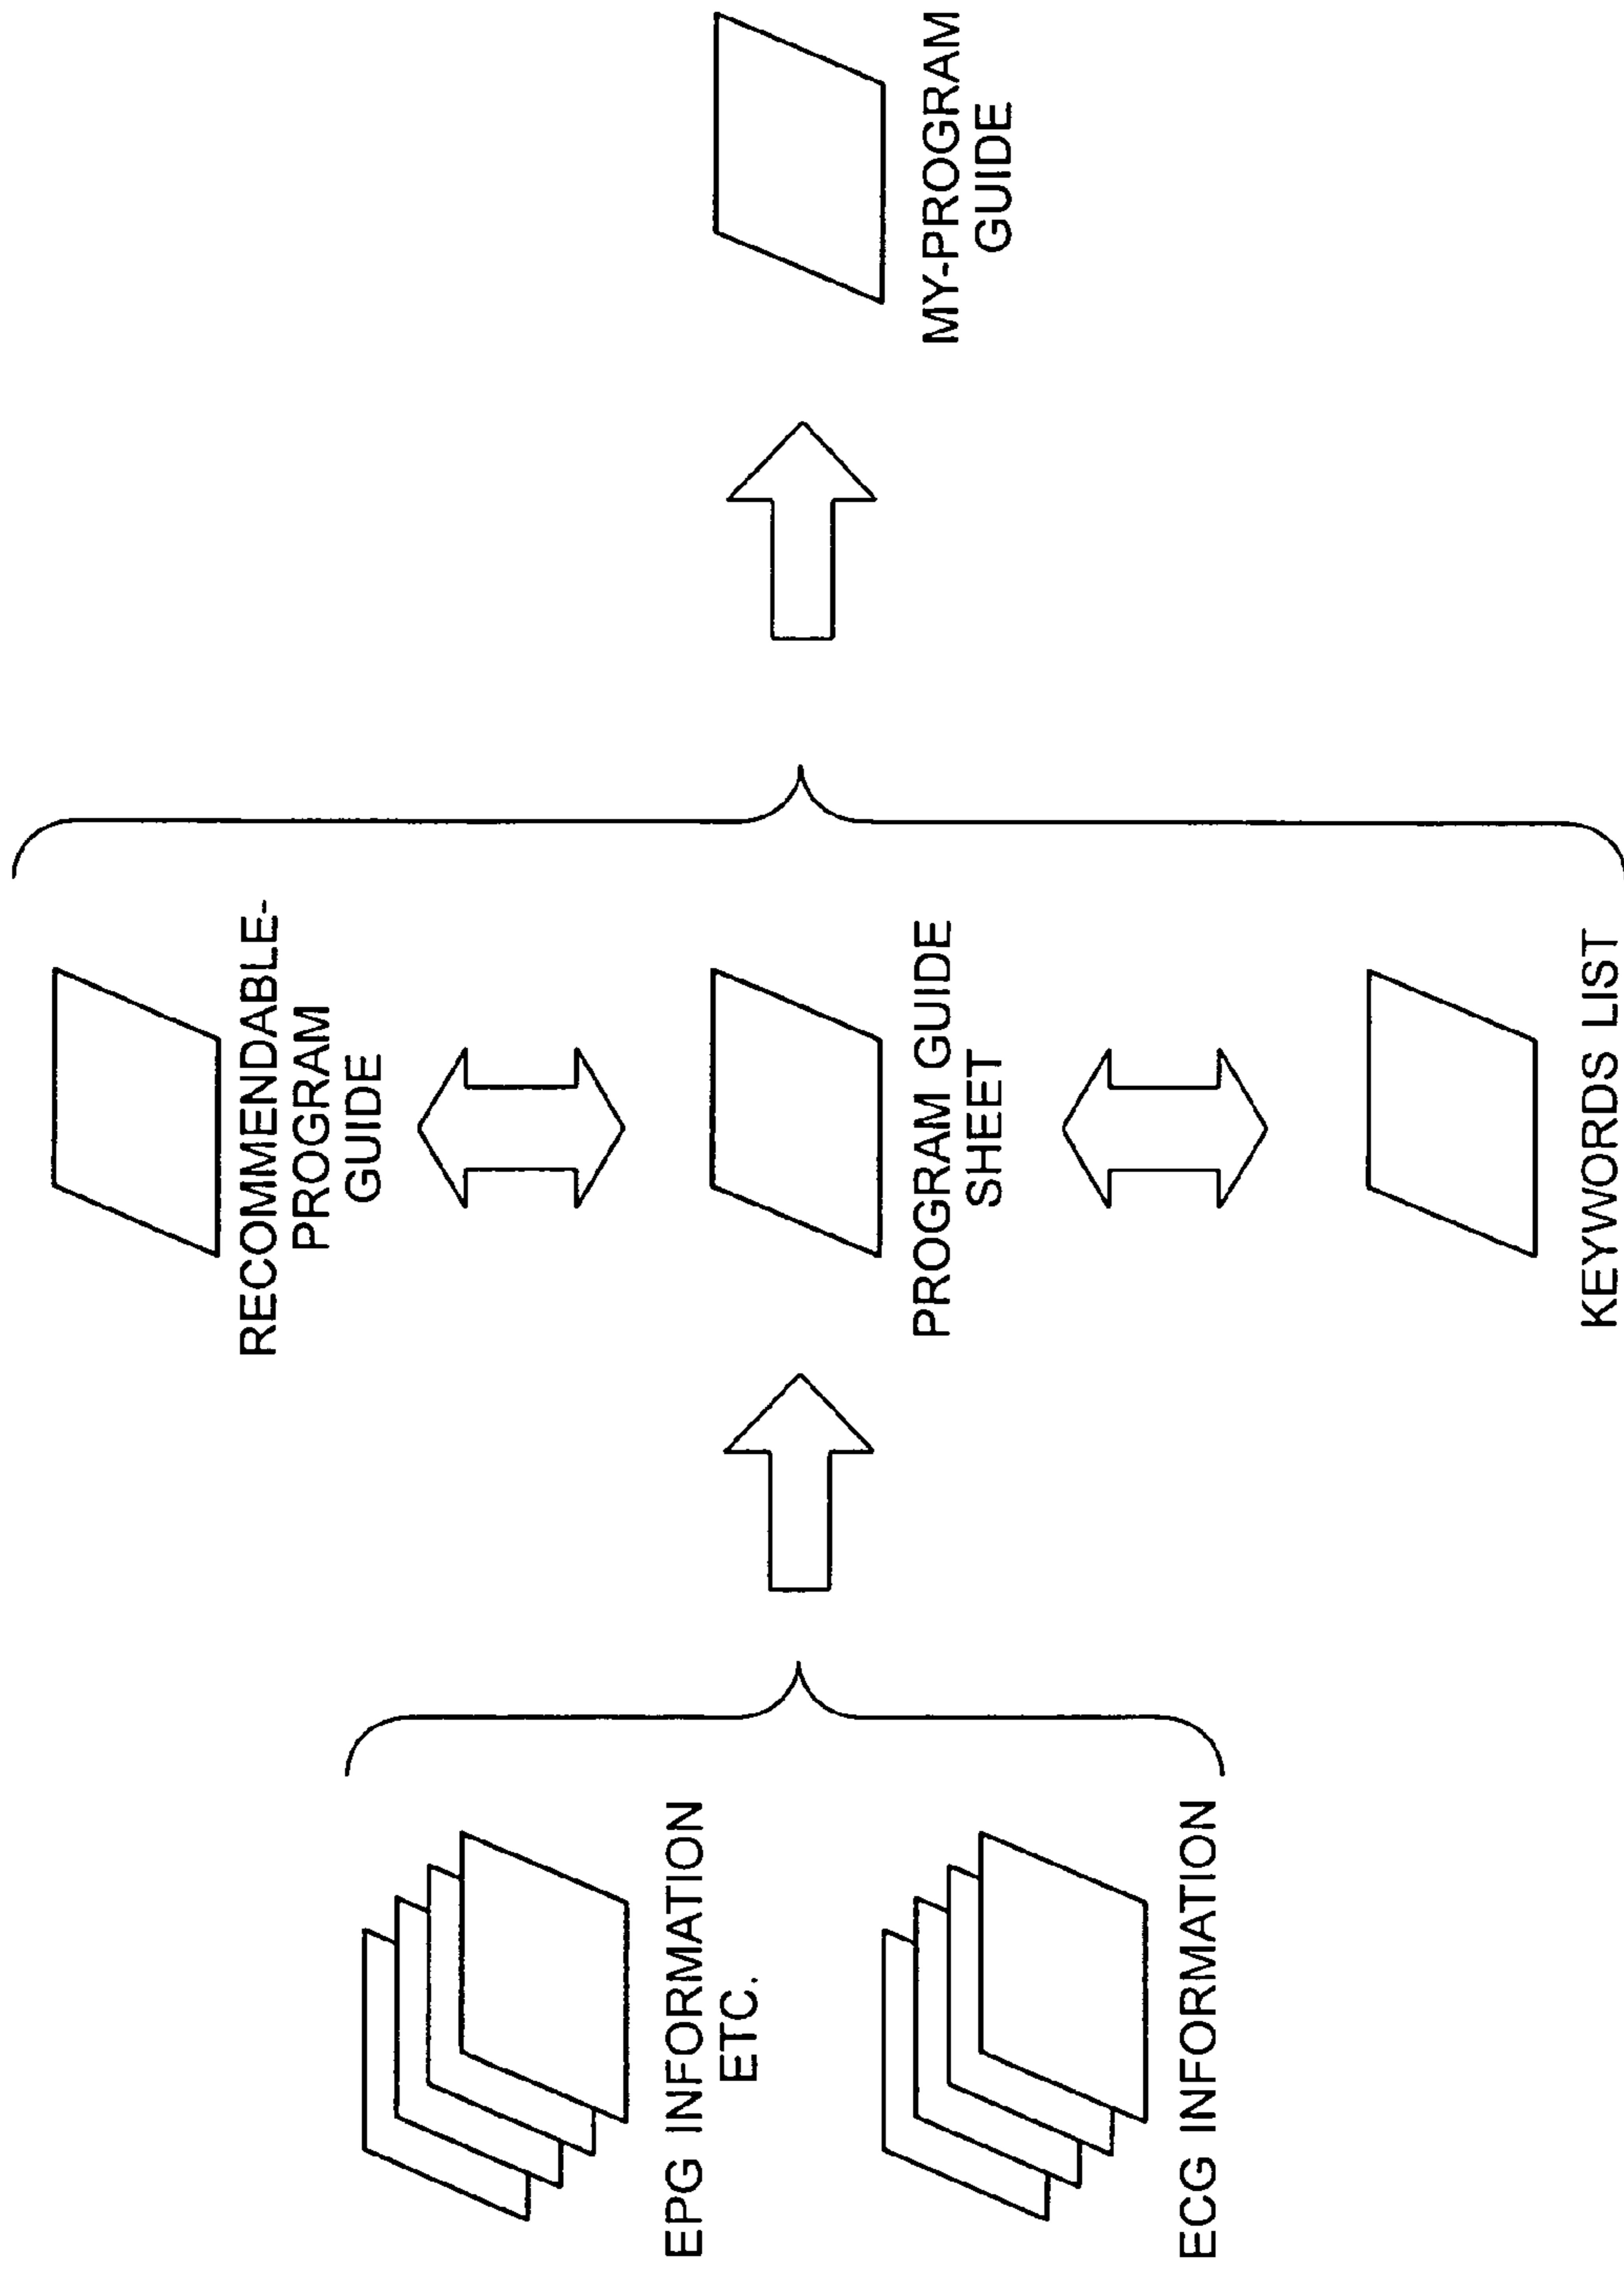 EPG INFORMATION
ETC.
ECG INFORMATION
RECOMMENDABLE-
PROGRAM
GUIDE
PROGRAM GUIDE
SHEET
KEYWORDS LIST
MY-PROGRAM
GUIDE